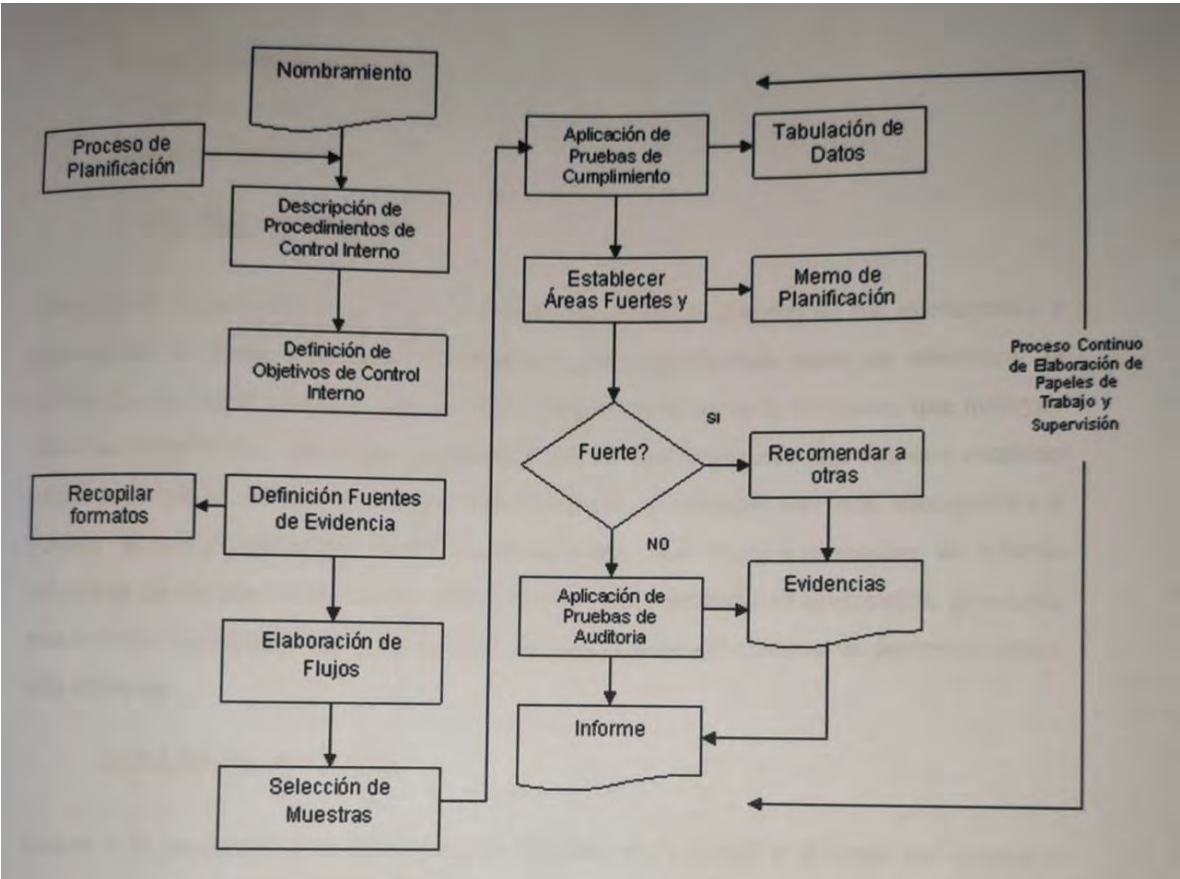 Nombramiento
Proceso de
Planificación
Descripción de
Procedimientos de
Control Interno
Definición de
Objetivos de Control
Interno
Recopilar
formatos
Definición Fuentes
de Evidencia
Elaboración de
Flujos
Selección de
Muestras
Aplicación de
Pruebas de
Cumplimiento
Tabulación de
Datos
Establecer
Áreas Fuertes y
Memo de
Planificación
Fuerte?
SI
Recomendar a
otras
NO
Aplicación de
Pruebas de
Auditoria
Evidencias
Informe
Proceso Continuo
de Elaboración de
Papeles de
Trabajo y
Supervisión